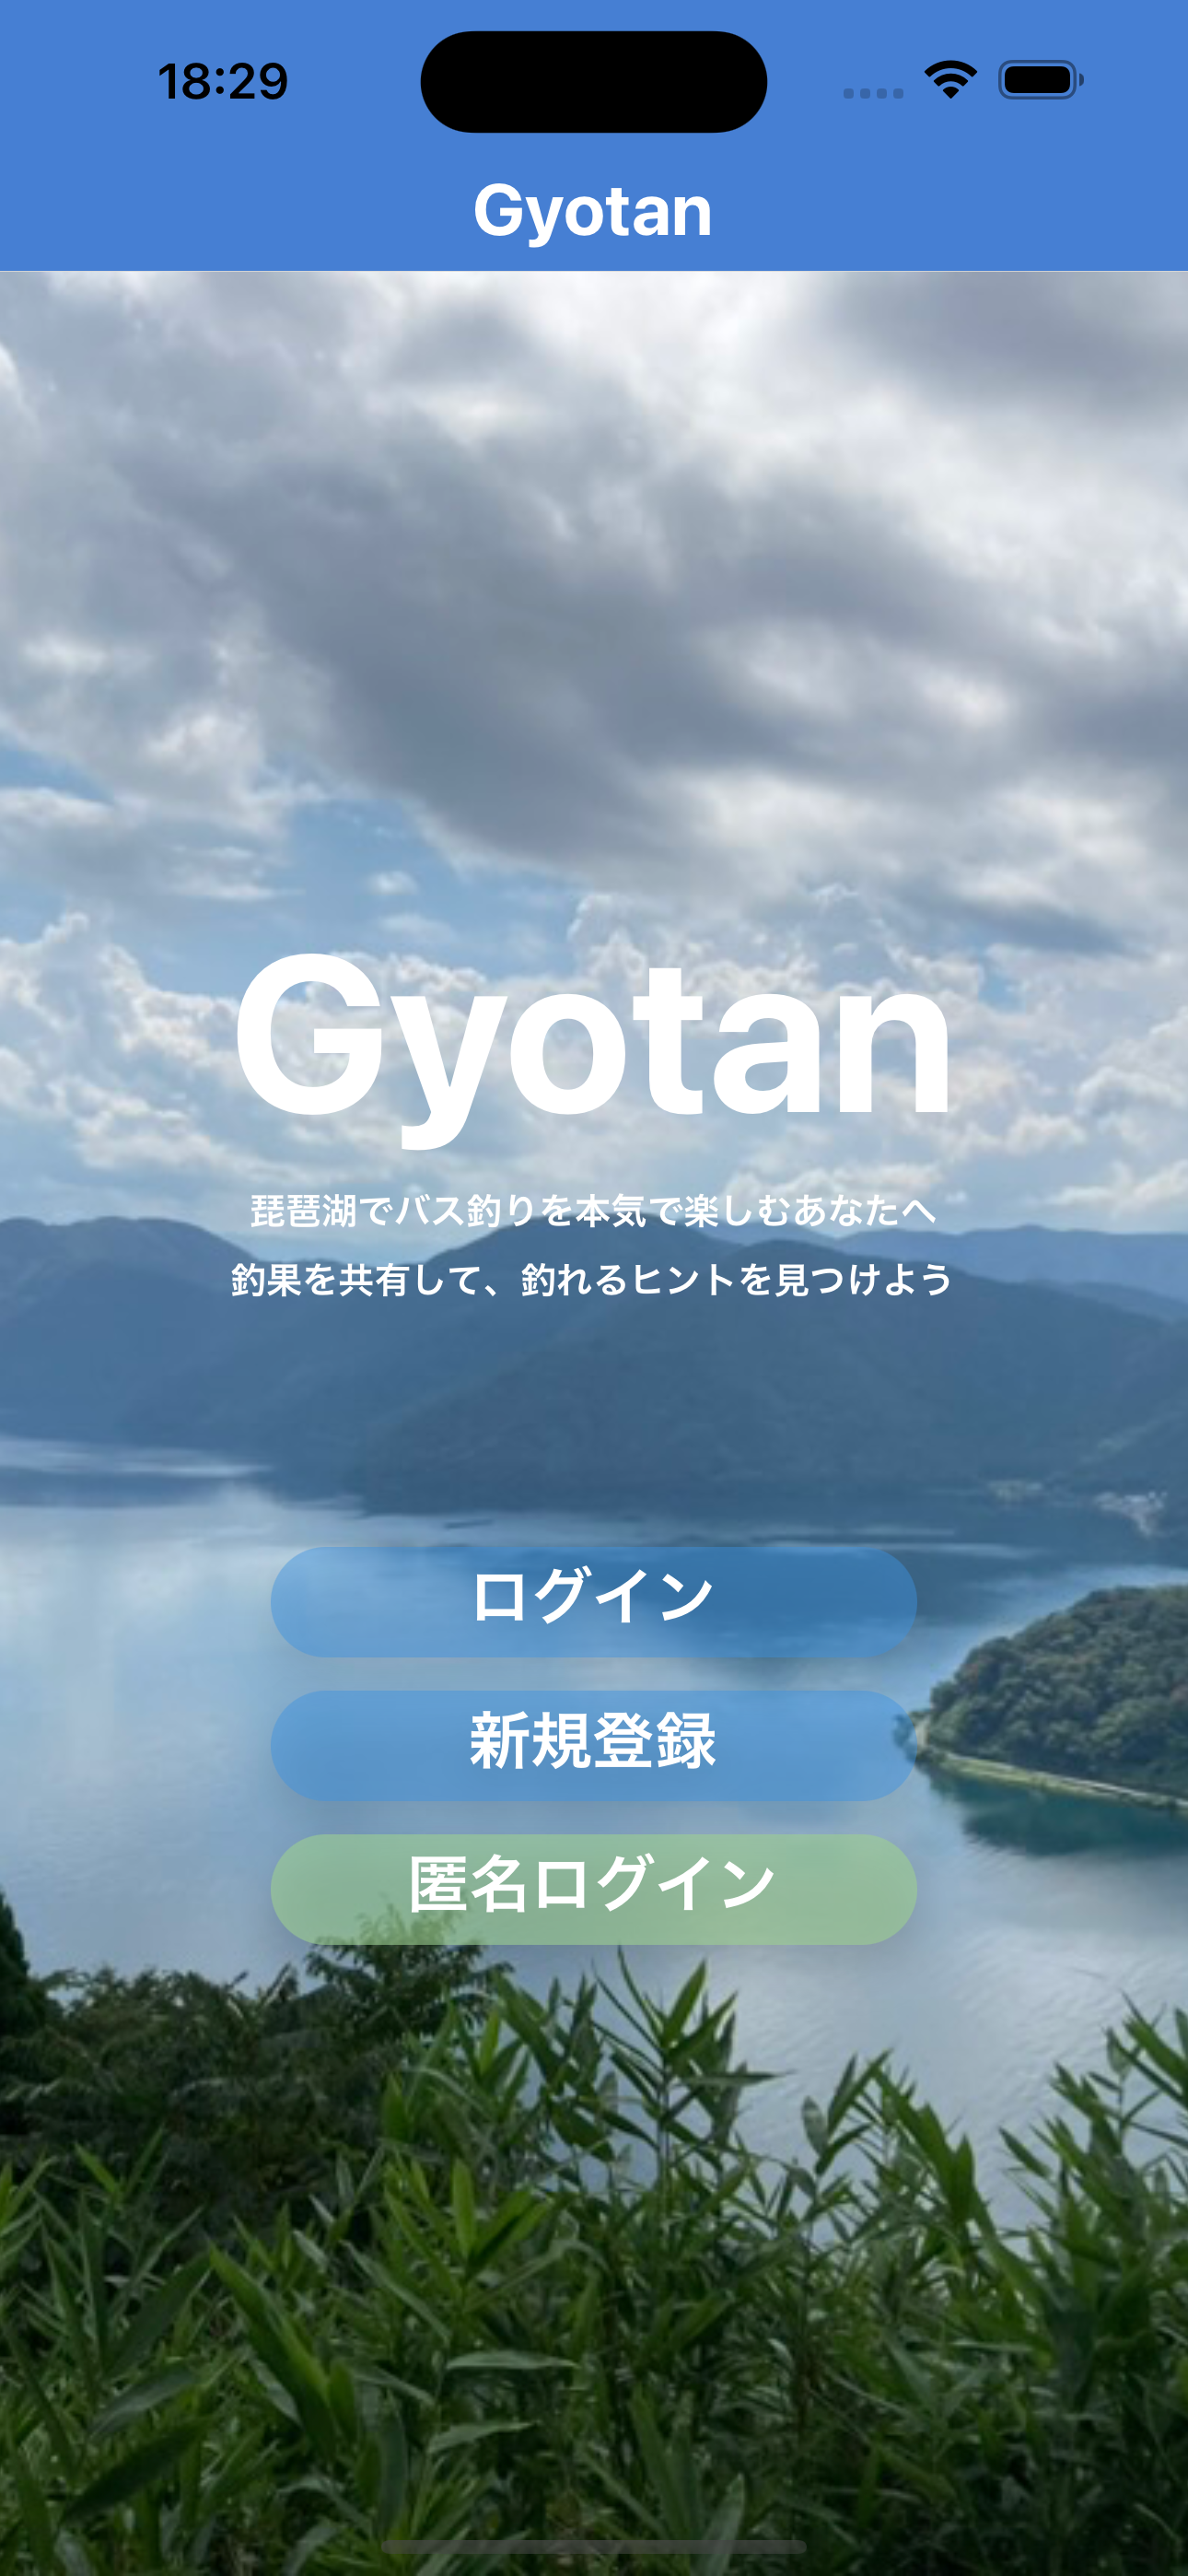 18:29
Gyotan
Gyotan
琵琶湖でバス釣りを本気で楽しむあなたへ
釣果を共有して、釣れるヒントを見つけよう
ログイン
新規登録
匿名ログイン